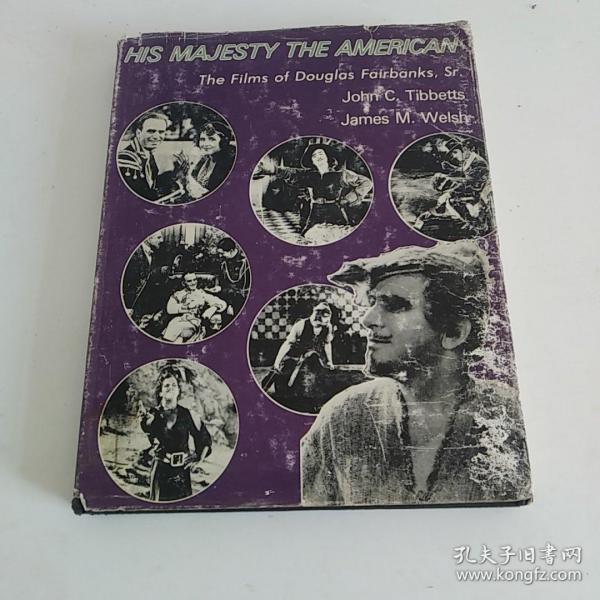 HIS MAJESTY THE AMERICAN
The Films of Douglas Fairbanks, Sr.
John C. Tibbetts
James M. Welsh
孔夫子旧书网
www.kongfz.com